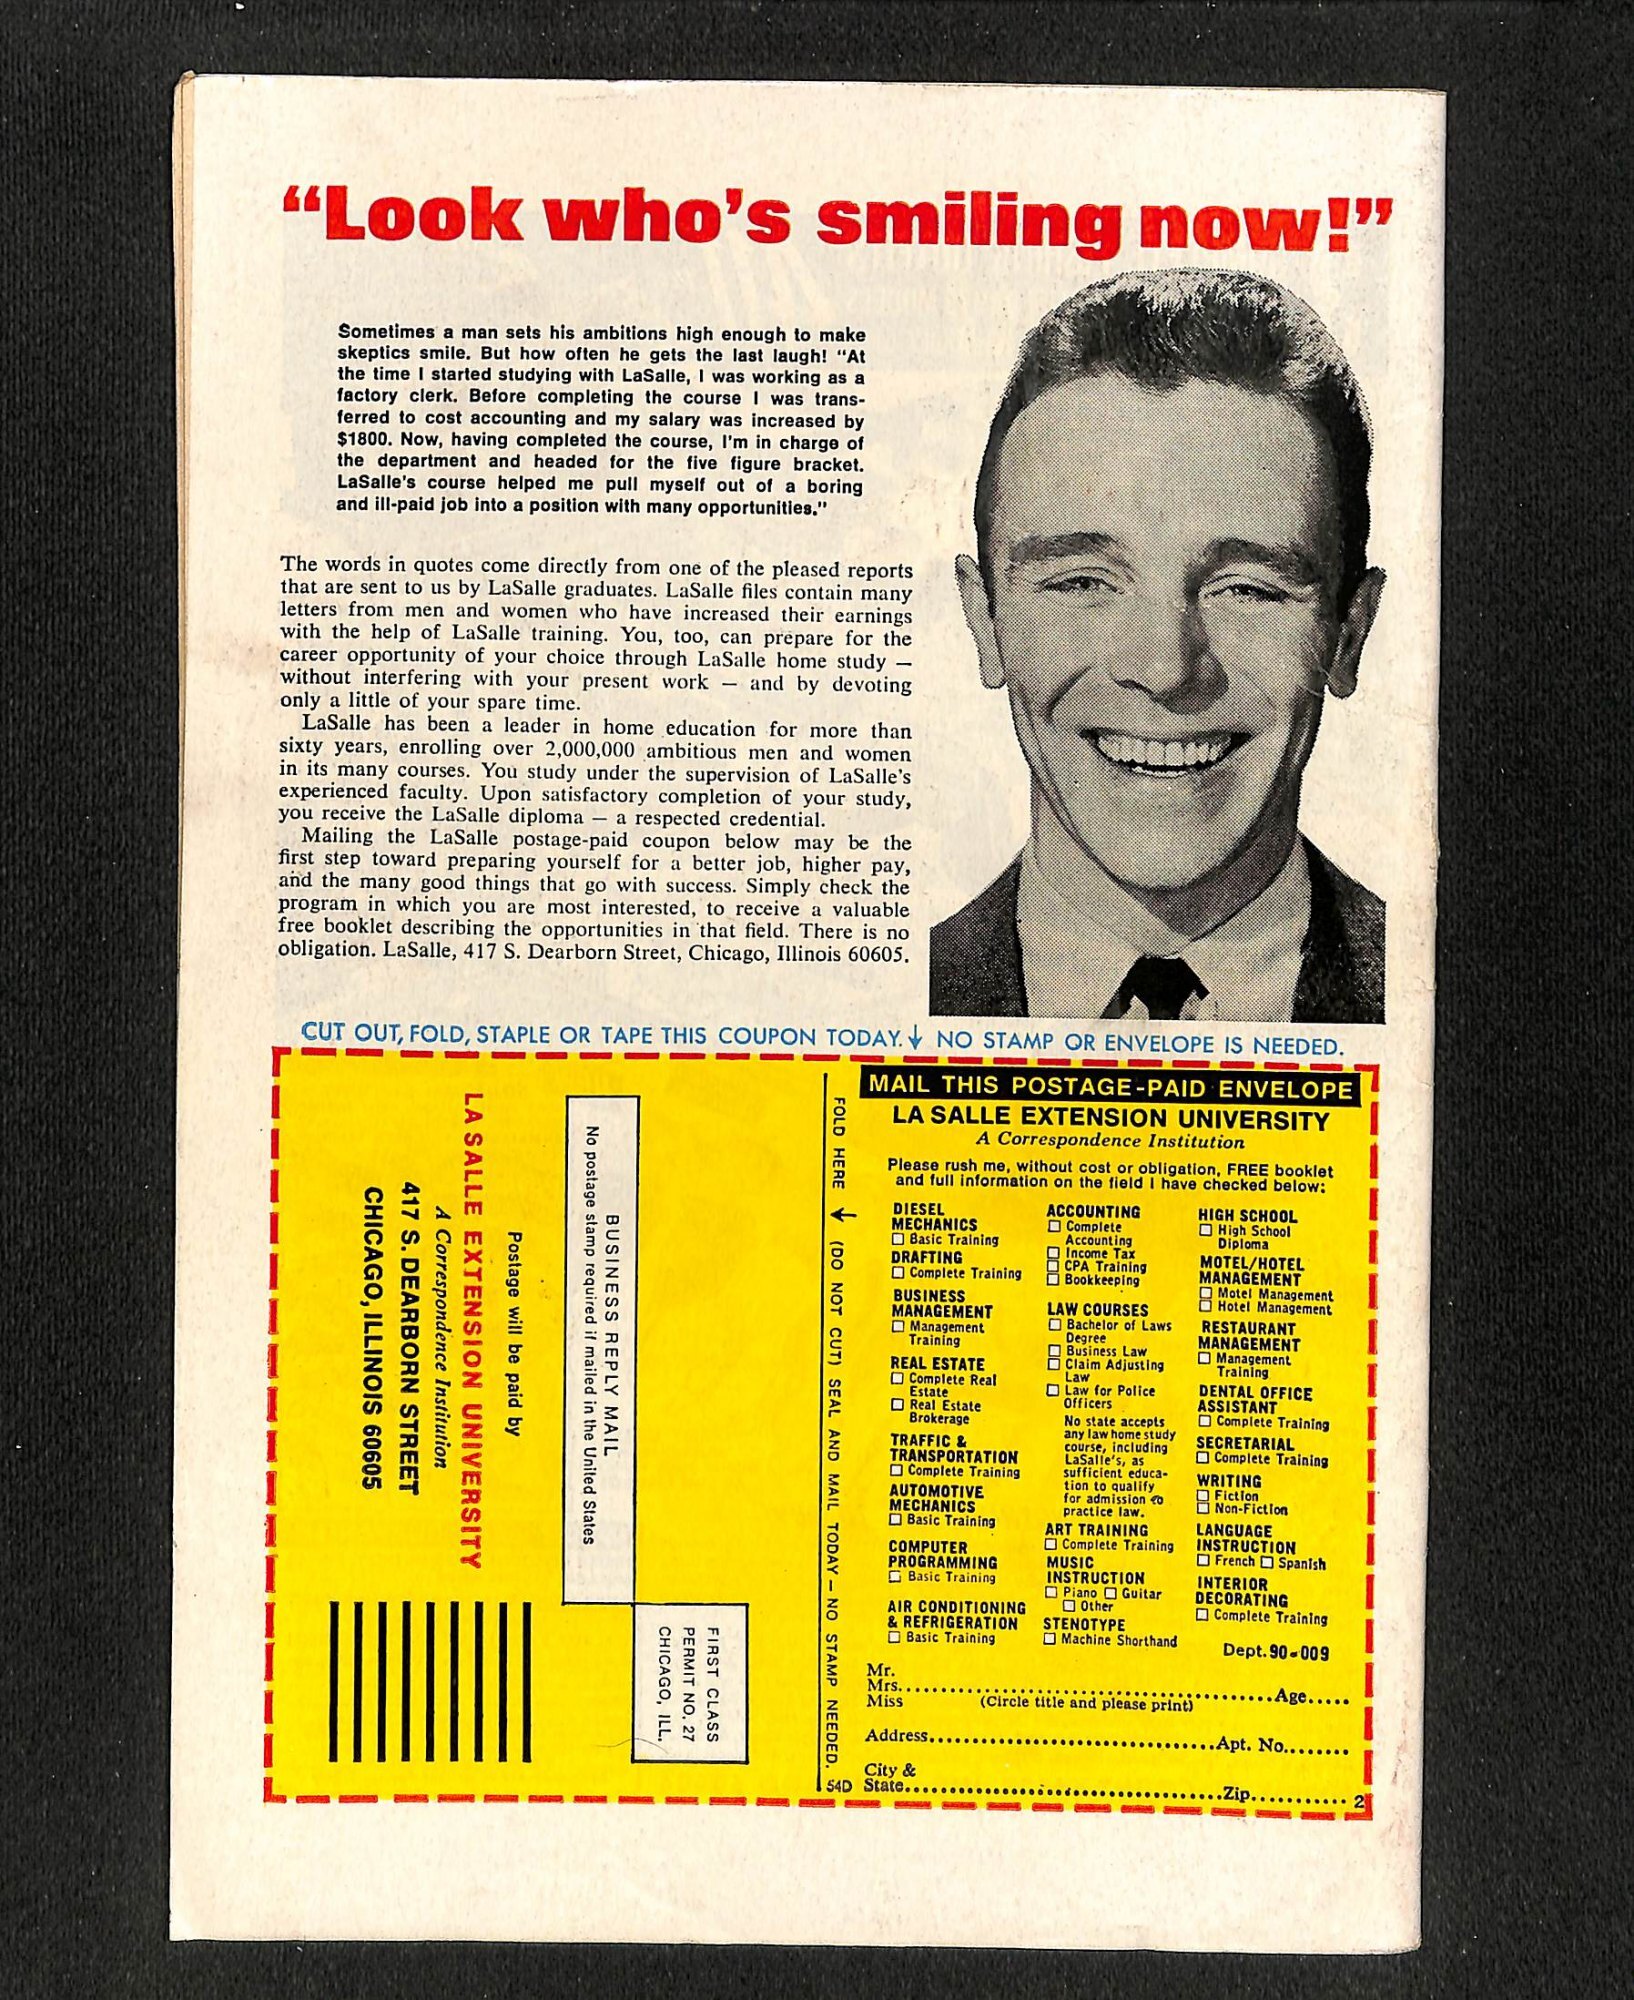 “Look who’s smiling now!”
Sometimes a man sets his ambitions high enough to make
skeptics smile. But how often he gets the last laugh! “At
the time I started studying with LaSalle, I was working as a
factory clerk. Before completing the course I was trans-
ferred to cost accounting and my salary was increased by
$1800. Now, having completed the course, I’m in charge of
the department and headed for the five figure bracket.
LaSalle’s course helped me pull myself out of a boring
and ill-paid job into a position with many opportunities.”
The words in quotes come directly from one of the pleased reports
that are sent to us by LaSalle graduates. LaSalle files contain many
letters from men and women who have increased their earnings
with the help of LaSalle training. You, too, can prepare for the
career opportunity of your choice through LaSalle home study —
without interfering with your present work — and by devoting
only a little of your spare time.
LaSalle has been a leader in home education for more than
sixty years, enrolling over 2,000,000 ambitious men and women
in its many courses. You study under the supervision of LaSalle’s
experienced faculty. Upon satisfactory completion of your study,
you receive the LaSalle diploma — a respected credential.
Mailing the LaSalle postage-paid coupon below may be the
first step toward preparing yourself for a better job, higher pay,
and the many good things that go with success. Simply check the
program in which you are most interested, to receive a valuable
free booklet describing the opportunities in that field. There is no
obligation. LaSalle, 417 S. Dearborn Street, Chicago, Illinois 60605.
CUT OUT, FOLD, STAPLE OR TAPE THIS COUPON TODAY.↓ NO STAMP OR ENVELOPE IS NEEDED.
FIRST CLASS
PERMIT NO. 27
CHICAGO, ILL.
BUSINESS REPLY MAIL
No postage stamp required if mailed in the United States
Postage will be paid by
LA SALLE EXTENSION UNIVERSITY
A Correspondence Institution
417 S. DEARBORN STREET
CHICAGO, ILLINOIS 60605
FOLD HERE ↓ (DO NOT CUT) SEAL AND MAIL TODAY — NO STAMP NEEDED.
54D
MAIL THIS POSTAGE-PAID ENVELOPE
LA SALLE EXTENSION UNIVERSITY
A Correspondence Institution
Please rush me, without cost or obligation, FREE booklet
and full information on the field I have checked below:
DIESEL
MECHANICS
☐ Basic Training
DRAFTING
☐ Complete Training
BUSINESS
MANAGEMENT
☐ Management
Training
REAL ESTATE
☐ Complete Real
Estate
☐ Real Estate
Brokerage
TRAFFIC &
TRANSPORTATION
☐ Complete Training
AUTOMOTIVE
MECHANICS
☐ Basic Training
COMPUTER
PROGRAMMING
☐ Basic Training
AIR CONDITIONING
& REFRIGERATION
☐ Basic Training
ACCOUNTING
☐ Complete
Accounting
☐ Income Tax
☐ CPA Training
☐ Bookkeeping
LAW COURSES
☐ Bachelor of Laws
Degree
☐ Business Law
☐ Claim Adjusting
Law
☐ Law for Police
Officers
No state accepts
any law home study
course, including
LaSalle’s, as
sufficient educa-
tion to qualify
for admission to
practice law.
ART TRAINING
☐ Complete Training
MUSIC
INSTRUCTION
☐ Piano ☐ Guitar
☐ Other
STENOTYPE
☐ Machine Shorthand
HIGH SCHOOL
☐ High School
Diploma
MOTEL/HOTEL
MANAGEMENT
☐ Motel Management
☐ Hotel Management
RESTAURANT
MANAGEMENT
☐ Management
Training
DENTAL OFFICE
ASSISTANT
☐ Complete Training
SECRETARIAL
☐ Complete Training
WRITING
☐ Fiction
☐ Non-Fiction
LANGUAGE
INSTRUCTION
☐ French ☐ Spanish
INTERIOR
DECORATING
☐ Complete Training
Dept. 90-009
Mr.
Mrs.......................................................Age.....
Miss (Circle title and please print)
Address.......................................Apt. No........
City &
State...........................................Zip........... 2